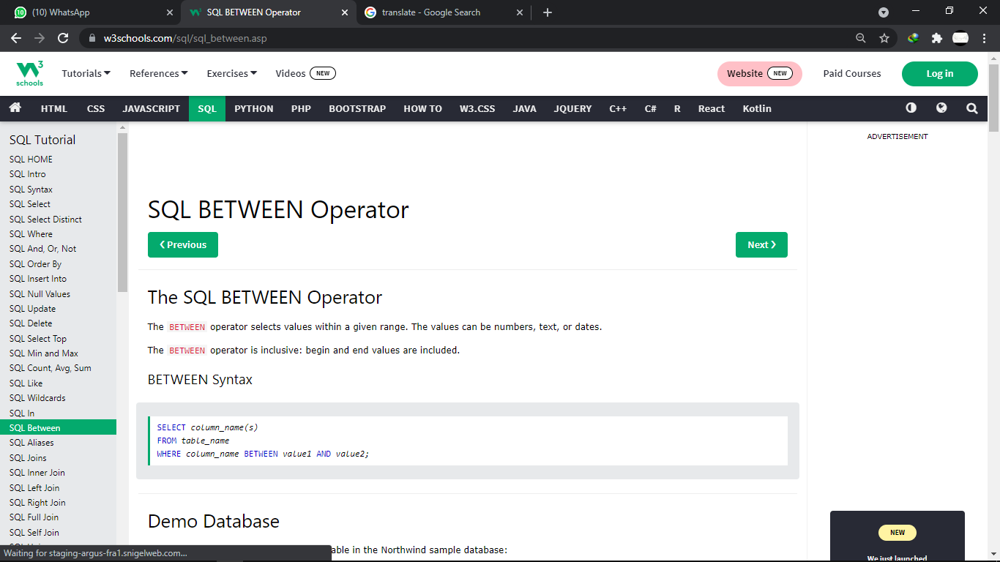 (10) WhatsApp
SQL BETWEEN Operator
translate - Google Search
w3schools.com/sql/sql_between.asp
W3 schools
Tutorials
References
Exercises
Videos NEW
Website NEW
Paid Courses
Log in
HTML CSS JAVASCRIPT SQL PYTHON PHP BOOTSTRAP HOW TO W3.CSS JAVA JQUERY C++ C# R React Kotlin
SQL Tutorial
SQL HOME
SQL Intro
SQL Syntax
SQL Select
SQL Select Distinct
SQL Where
SQL And, Or, Not
SQL Order By
SQL Insert Into
SQL Null Values
SQL Update
SQL Delete
SQL Select Top
SQL Min and Max
SQL Count, Avg, Sum
SQL Like
SQL Wildcards
SQL In
SQL Between
SQL Aliases
SQL Joins
SQL Inner Join
SQL Left Join
SQL Right Join
SQL Full Join
SQL Self Join
SQL BETWEEN Operator
❮ Previous
Next ❯
The SQL BETWEEN Operator
The BETWEEN operator selects values within a given range. The values can be numbers, text, or dates.
The BETWEEN operator is inclusive: begin and end values are included.
BETWEEN Syntax
SELECT column_name(s)
FROM table_name
WHERE column_name BETWEEN value1 AND value2;
Demo Database
able in the Northwind sample database:
ADVERTISEMENT
NEW
We just launched
Waiting for staging-argus-fra1.snigelweb.com...